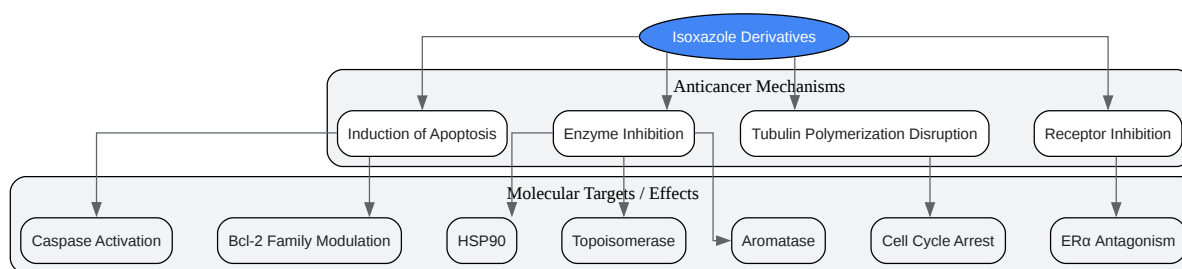 Isoxazole Derivatives
Anticancer Mechanisms
Induction of Apoptosis
Enzyme Inhibition
Tubulin Polymerization Disruption
Receptor Inhibition
Molecular Targets / Effects
Caspase Activation
Bcl-2 Family Modulation
HSP90
Topoisomerase
Aromatase
Cell Cycle Arrest
ERα Antagonism